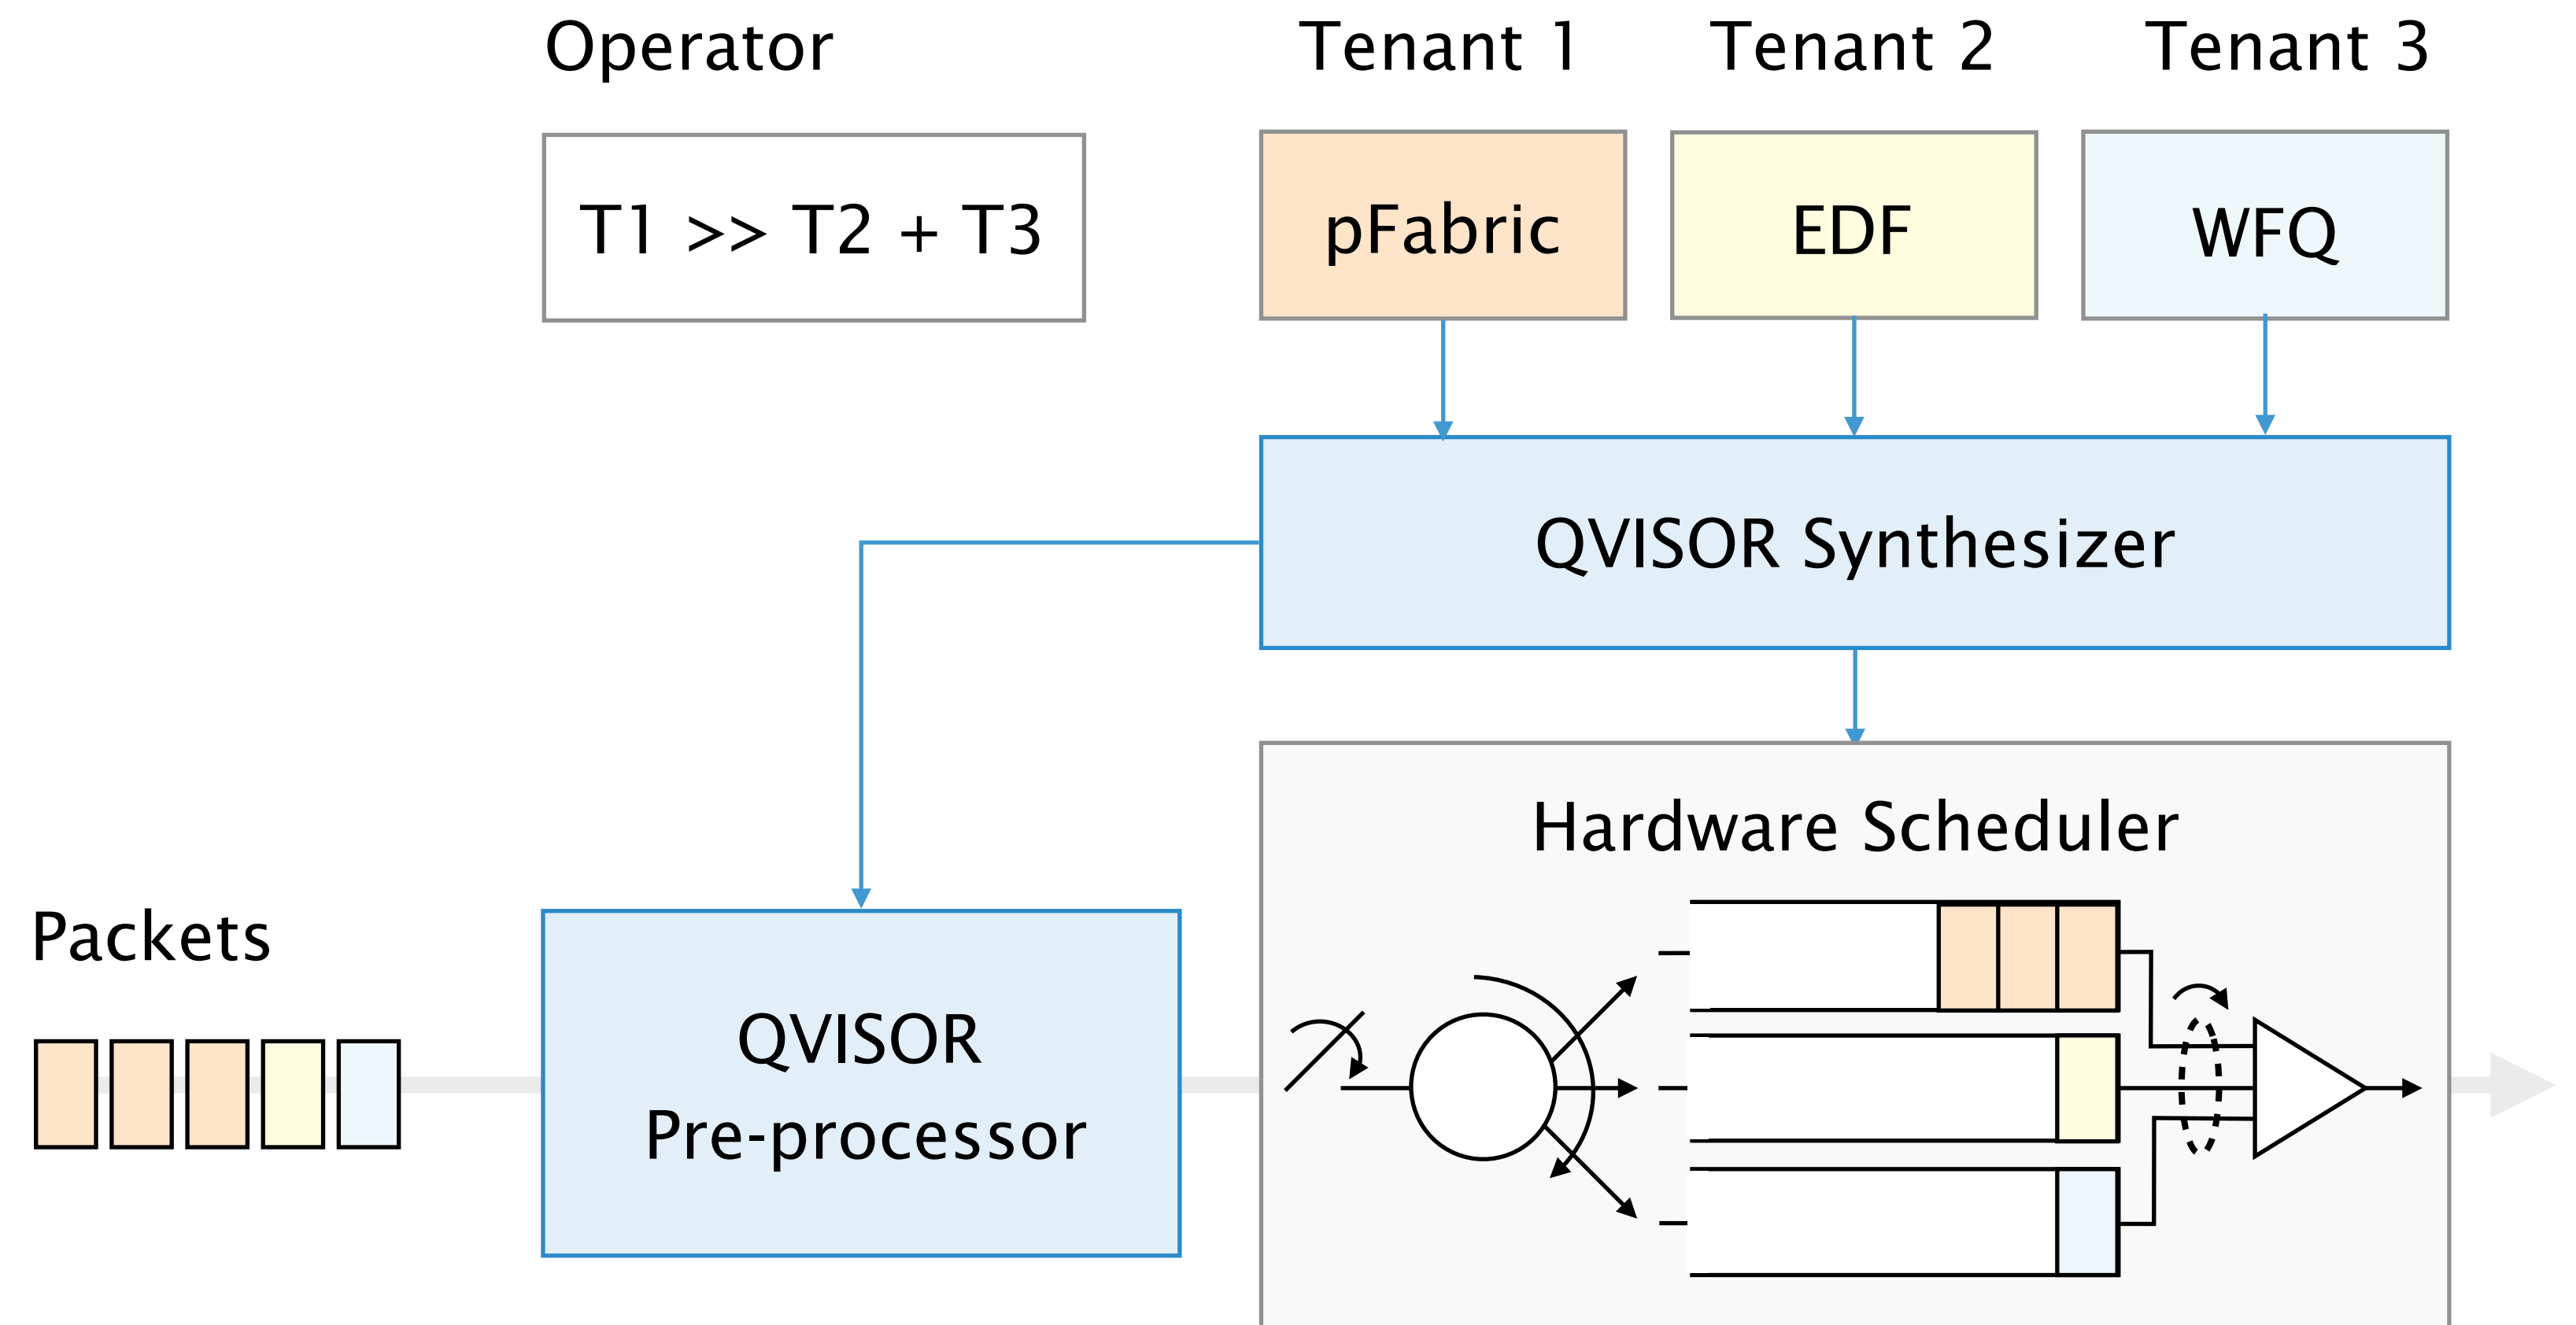 Operator
Tenant 1
Tenant 2
Tenant 3
T1 >> T2 + T3
pFabric
EDF
WFQ
QVISOR Synthesizer
Hardware Scheduler
Packets
QVISOR
Pre-processor